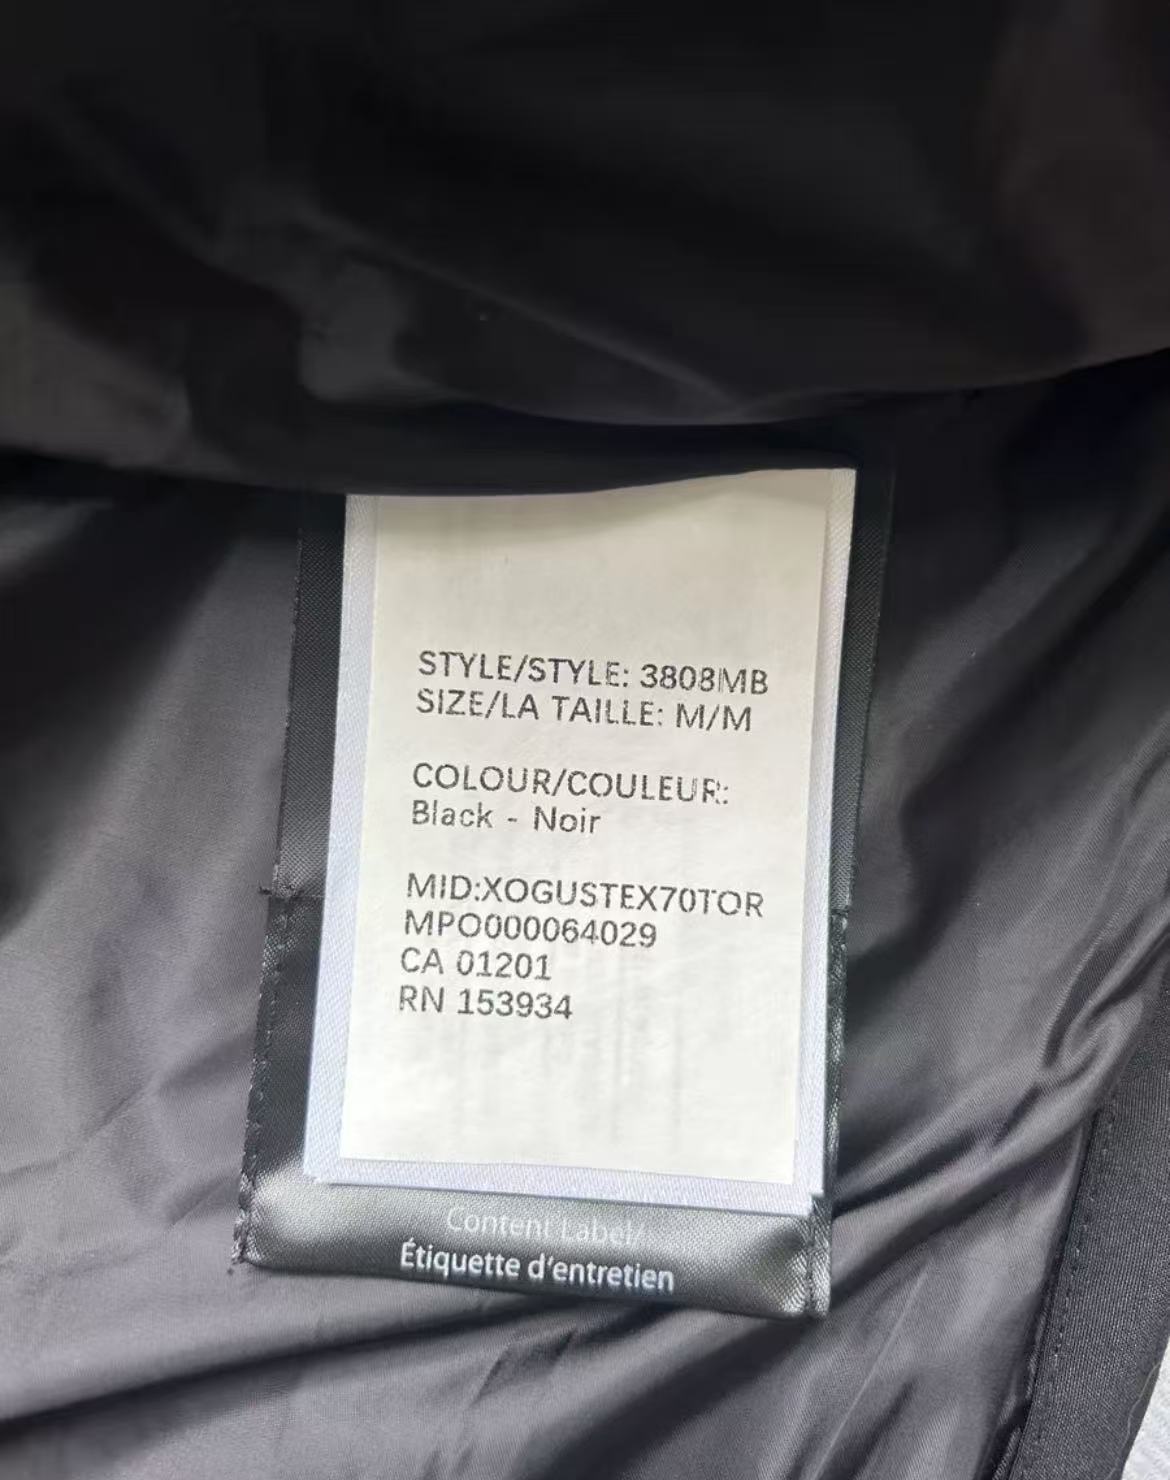 STYLE/STYLE: 3808MB
SIZE/LA TAILLE: M/M
COLOUR/COULEUR:
Black - Noir
MID:XOGUSTEX70TOR
MPO000064029
CA 01201
RN 153934
Content Label/
Étiquette d'entretien